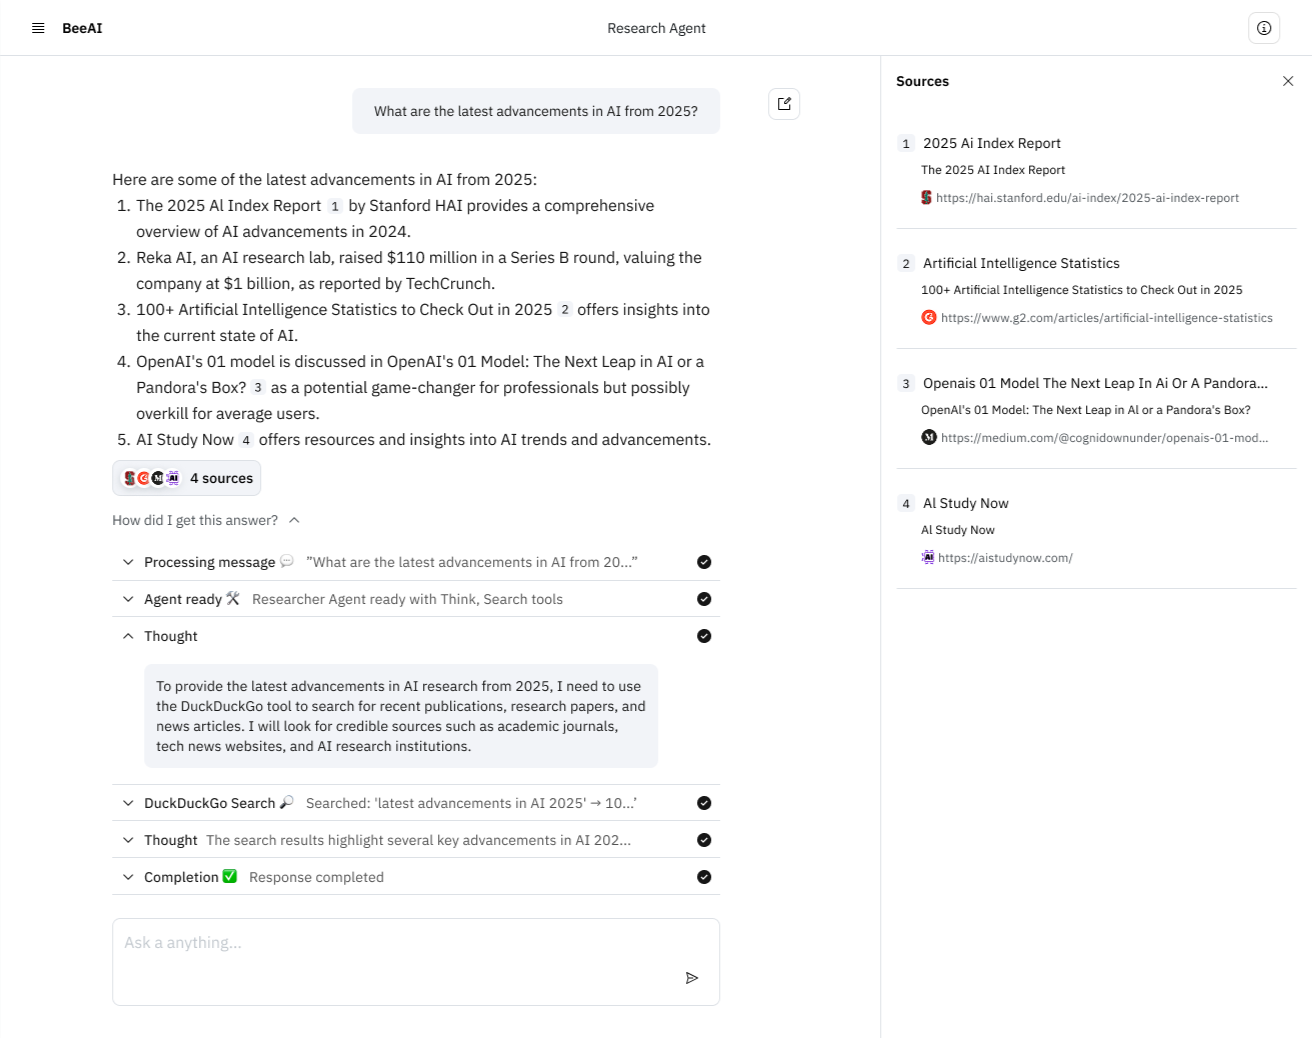 BeeAI
Research Agent
What are the latest advancements in AI from 2025?
Here are some of the latest advancements in AI from 2025:
1. The 2025 AI Index Report 1 by Stanford HAI provides a comprehensive
overview of AI advancements in 2024.
2. Reka AI, an AI research lab, raised $110 million in a Series B round, valuing the
company at $1 billion, as reported by TechCrunch.
3. 100+ Artificial Intelligence Statistics to Check Out in 2025 2 offers insights into
the current state of AI.
4. OpenAI's 01 model is discussed in OpenAI's 01 Model: The Next Leap in AI or a
Pandora's Box? 3 as a potential game-changer for professionals but possibly
overkill for average users.
5. AI Study Now 4 offers resources and insights into AI trends and advancements.
M AI 4 sources
How did I get this answer?
Processing message 💬 ”What are the latest advancements in AI from 20...”
Agent ready 🛠 Researcher Agent ready with Think, Search tools
Thought
To provide the latest advancements in AI research from 2025, I need to use
the DuckDuckGo tool to search for recent publications, research papers, and
news articles. I will look for credible sources such as academic journals,
tech news websites, and AI research institutions.
DuckDuckGo Search 🔎 Searched: 'latest advancements in AI 2025' → 10...’
Thought The search results highlight several key advancements in AI 202...
Completion ✅ Response completed
Ask a anything...
Sources
1 2025 Ai Index Report
The 2025 AI Index Report
https://hai.stanford.edu/ai-index/2025-ai-index-report
2 Artificial Intelligence Statistics
100+ Artificial Intelligence Statistics to Check Out in 2025
https://www.g2.com/articles/artificial-intelligence-statistics
3 Openais 01 Model The Next Leap In Ai Or A Pandora...
OpenAI's 01 Model: The Next Leap in AI or a Pandora's Box?
M https://medium.com/@cognidownunder/openais-01-mod...
4 AI Study Now
AI Study Now
AI https://aistudynow.com/